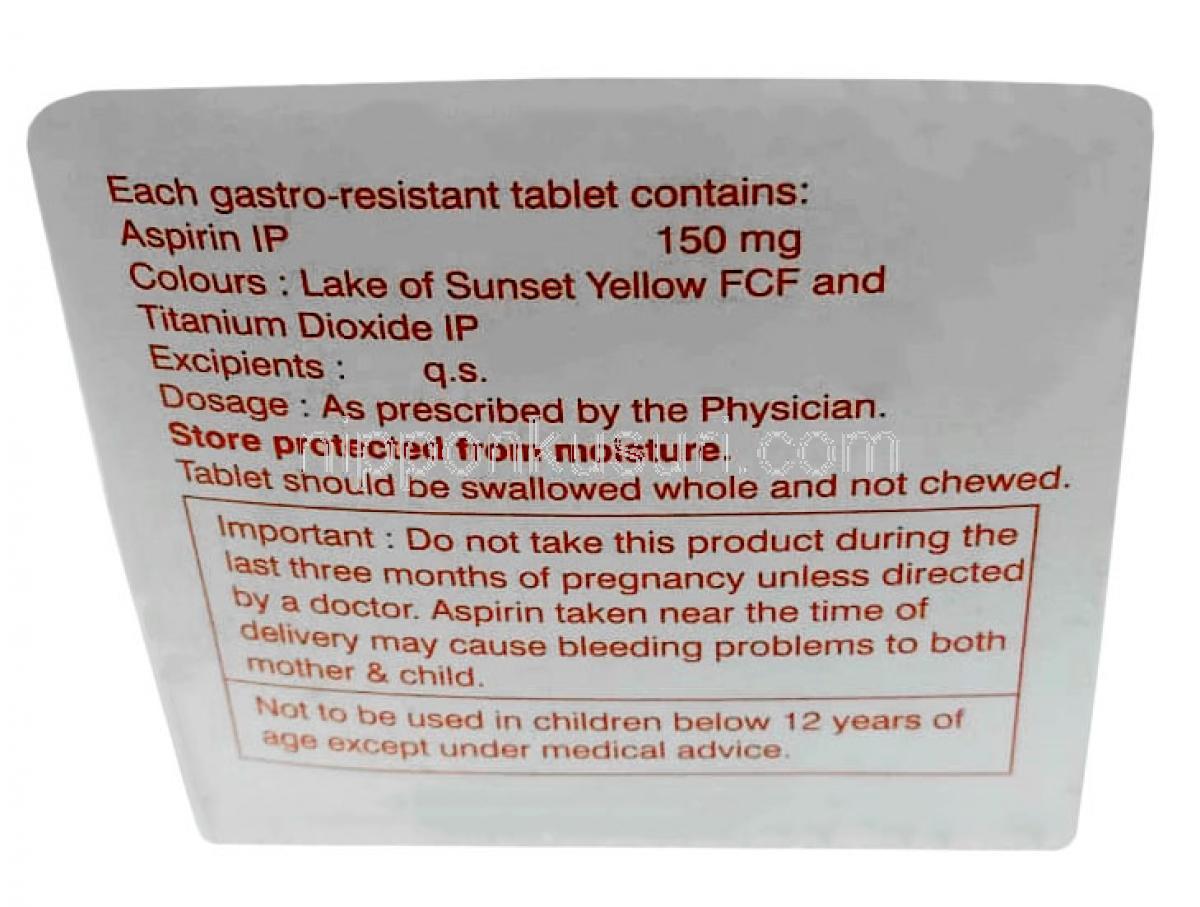 Each gastro-resistant tablet contains:
Aspirin IP 150 mg
Colours : Lake of Sunset Yellow FCF and
Titanium Dioxide IP
Excipients : q.s.
Dosage : As prescribed by the Physician.
Store protected from moisture.
nipponkusuri.com
Tablet should be swallowed whole and not chewed.
Important : Do not take this product during the
last three months of pregnancy unless directed
by a doctor. Aspirin taken near the time of
delivery may cause bleeding problems to both
mother & child.
Not to be used in children below 12 years of
age except under medical advice.